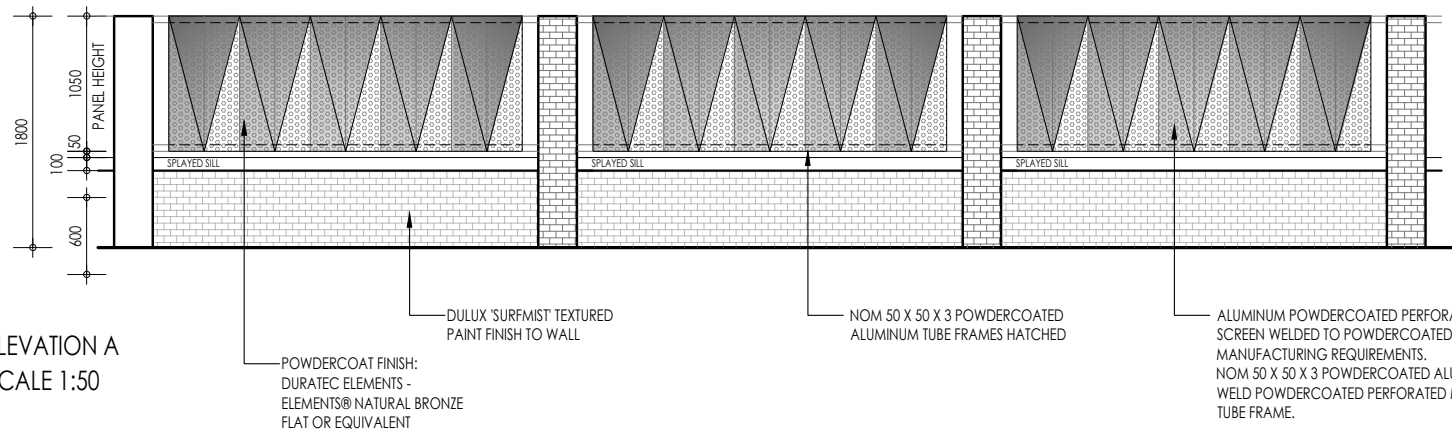 1800
1050
PANEL HEIGHT
50
100
600
SPLAYED SILL
SPLAYED SILL
SPLAYED SILL
LEVATION A
CALE 1:50
POWDERCOAT FINISH:
DURATEC ELEMENTS -
ELEMENTS® NATURAL BRONZE
FLAT OR EQUIVALENT
DULUX 'SURFMIST' TEXTURED
PAINT FINISH TO WALL
NOM 50 X 50 X 3 POWDERCOATED
ALUMINUM TUBE FRAMES HATCHED
ALUMINUM POWDERCOATED PERFORA
SCREEN WELDED TO POWDERCOATED
MANUFACTURING REQUIREMENTS.
NOM 50 X 50 X 3 POWDERCOATED ALU
WELD POWDERCOATED PERFORATED
TUBE FRAME.